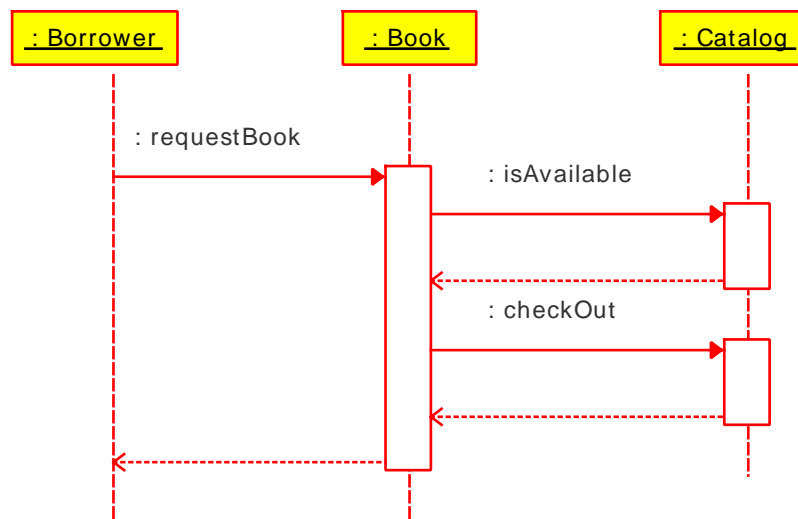 : Borrower
: Book
: Catalog
: requestBook
: isAvailable
: checkOut